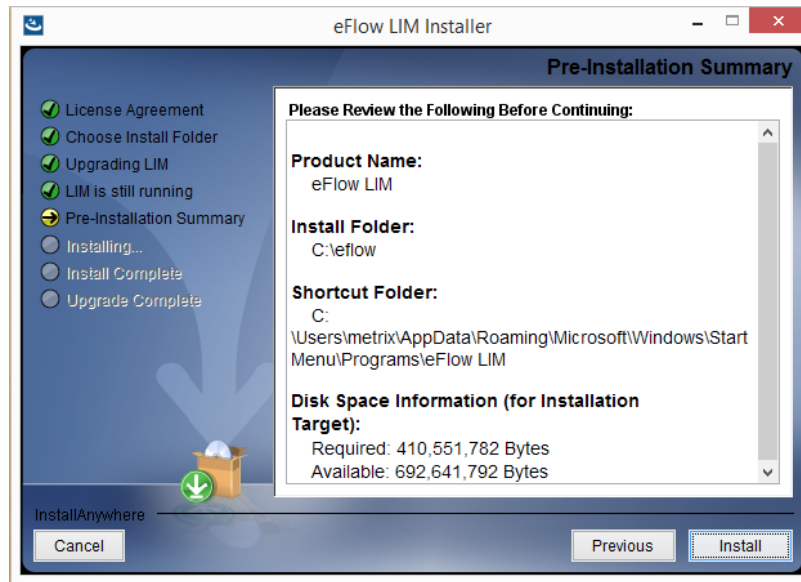 eFlow LIM Installer
Pre-Installation Summary
License Agreement
Choose Install Folder
Upgrading LIM
LIM is still running
Pre-Installation Summary
Installing...
Install Complete
Upgrade Complete
Please Review the Following Before Continuing:
Product Name:
eFlow LIM
Install Folder:
C:\eflow
Shortcut Folder:
C:
\Users\metrix\AppData\Roaming\Microsoft\Windows\Start
Menu\Programs\eFlow LIM
Disk Space Information (for Installation
Target):
Required: 410,551,782 Bytes
Available: 692,641,792 Bytes
InstallAnywhere
Cancel
Previous
Install